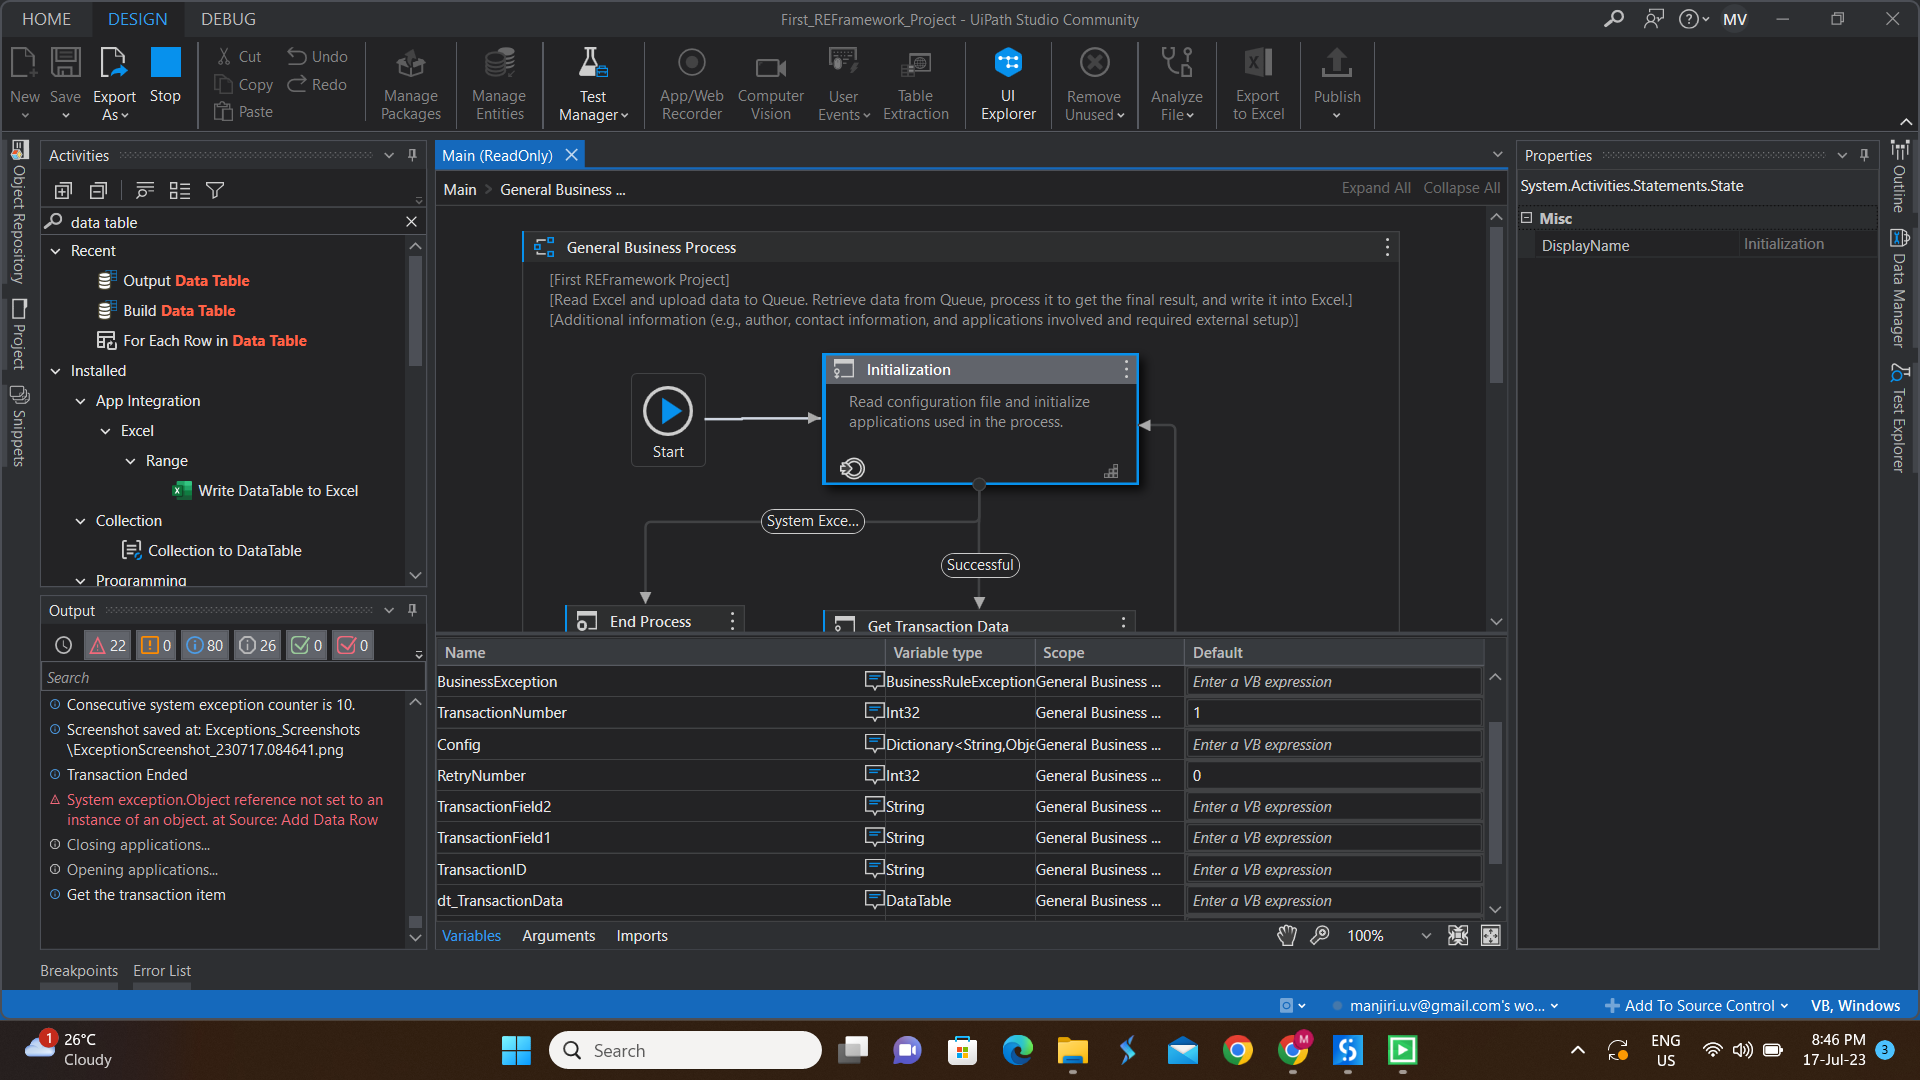 HOME
DESIGN
DEBUG
First_REFramework_Project - UiPath Studio Community
MV
New
Save
Export
As
Stop
Cut
Copy
Paste
Undo
Redo
Manage
Packages
Manage
Entities
Test
Manager
App/Web
Recorder
Computer
Vision
User
Events
Table
Extraction
UI
Explorer
Remove
Unused
Analyze
File
Export
to Excel
Publish
Object Repository
Project
Snippets
Activities
data table
Recent
Output Data Table
Build Data Table
For Each Row in Data Table
Installed
App Integration
Excel
Range
Write DataTable to Excel
Collection
Collection to DataTable
Programming
Output
22
0
80
26
0
0
Search
Consecutive system exception counter is 10.
Screenshot saved at: Exceptions_Screenshots
\ExceptionScreenshot_230717.084641.png
Transaction Ended
System exception.Object reference not set to an
instance of an object. at Source: Add Data Row
Closing applications...
Opening applications...
Get the transaction item
Breakpoints
Error List
Main (ReadOnly)
Main
General Business ...
Expand All
Collapse All
General Business Process
[First REFramework Project]
[Read Excel and upload data to Queue. Retrieve data from Queue, process it to get the final result, and write it into Excel.]
[Additional information (e.g., author, contact information, and applications involved and required external setup)]
Start
Initialization
Read configuration file and initialize
applications used in the process.
System Exce...
Successful
End Process
Get Transaction Data
Name Variable type Scope Default
BusinessException BusinessRuleException General Business ... Enter a VB expression
TransactionNumber Int32 General Business ... 1
Config Dictionary<String,Obje General Business ... Enter a VB expression
RetryNumber Int32 General Business ... 0
TransactionField2 String General Business ... Enter a VB expression
TransactionField1 String General Business ... Enter a VB expression
TransactionID String General Business ... Enter a VB expression
dt_TransactionData DataTable General Business ... Enter a VB expression
Variables
Arguments
Imports
100%
Properties
System.Activities.Statements.State
Misc
DisplayName Initialization
Outline
Data Manager
Test Explorer
manjiri.u.v@gmail.com's wo...
Add To Source Control
VB, Windows
1
26°C
Cloudy
Search
M
ENG
US
8:46 PM
17-Jul-23
3